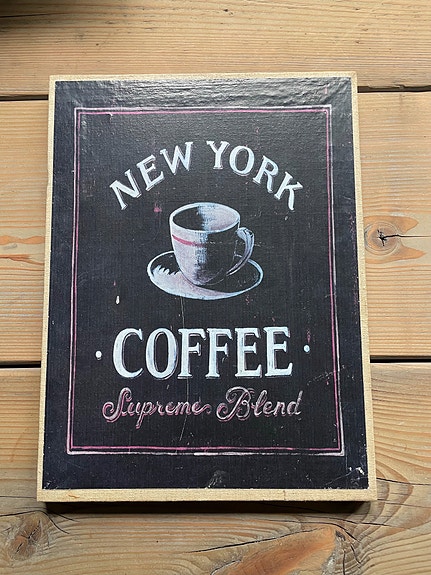 NEW YORK
· COFFEE ·
Supreme Blend